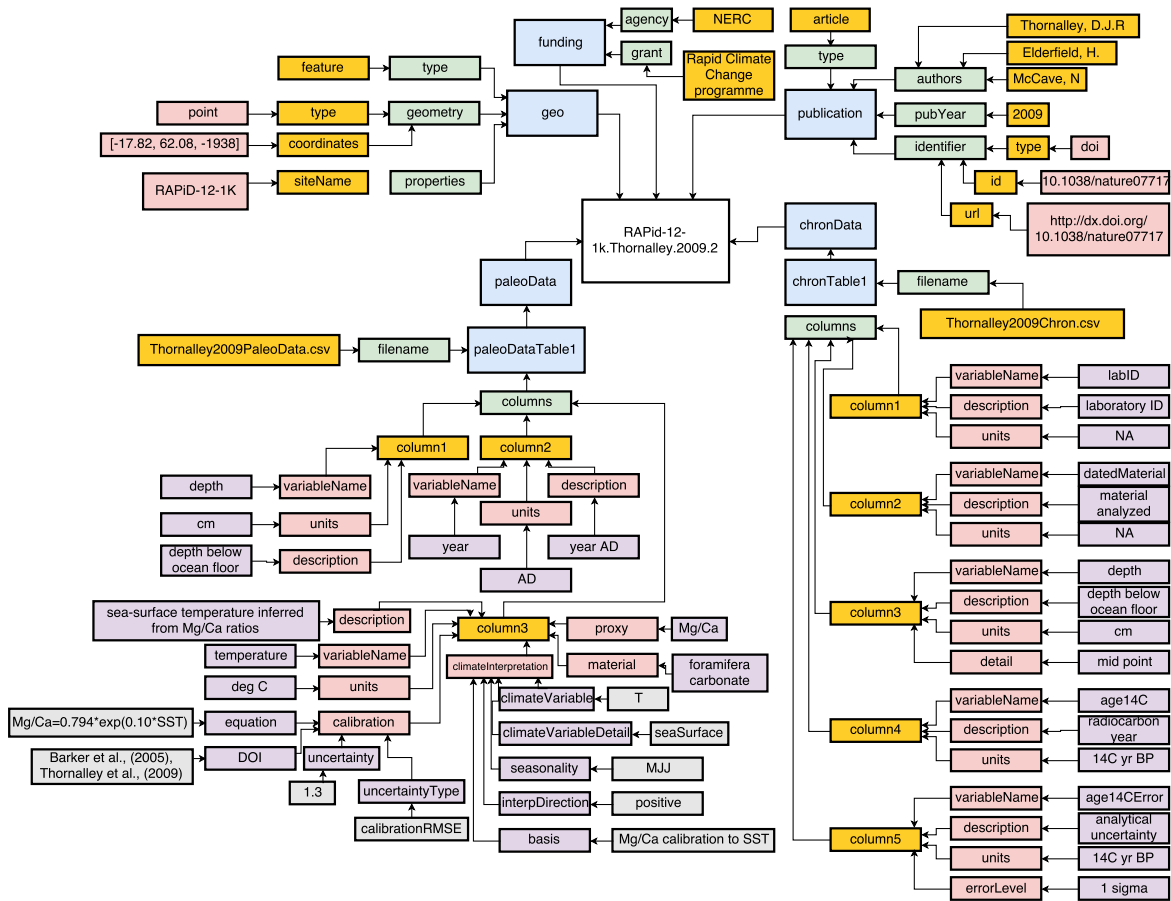 agency
NERC
funding
grant
Rapid Climate
Change
programme
feature
type
point
type
geometry
geo
[-17.82, 62.08, -1938]
coordinates
RAPiD-12-1K
siteName
properties
article
type
Thornalley, D.J.R
Elderfield, H.
authors
McCave, N
publication
pubYear
2009
identifier
type
doi
id
10.1038/nature07717
url
http://dx.doi.org/
10.1038/nature07717
RAPid-12-
1k.Thornalley.2009.2
chronData
chronTable1
filename
Thornalley2009Chron.csv
columns
paleoData
Thornalley2009PaleoData.csv
filename
paleoDataTable1
columns
column1
column2
depth
variableName
cm
units
depth below
ocean floor
description
variableName
description
units
year
year AD
AD
sea-surface temperature inferred
from Mg/Ca ratios
description
column3
proxy
Mg/Ca
temperature
variableName
climateInterpretation
material
foramifera
carbonate
deg C
units
climateVariable
T
Mg/Ca=0.794*exp(0.10*SST)
equation
calibration
climateVariableDetail
seaSurface
Barker et al., (2005),
Thornalley et al., (2009)
DOI
uncertainty
seasonality
MJJ
1.3
uncertaintyType
interpDirection
positive
calibrationRMSE
basis
Mg/Ca calibration to SST
column1
variableName
labID
description
laboratory ID
units
NA
column2
variableName
datedMaterial
description
material
analyzed
units
NA
column3
variableName
depth
description
depth below
ocean floor
units
cm
detail
mid point
column4
variableName
age14C
description
radiocarbon
year
units
14C yr BP
column5
variableName
age14CError
description
analytical
uncertainty
units
14C yr BP
errorLevel
1 sigma